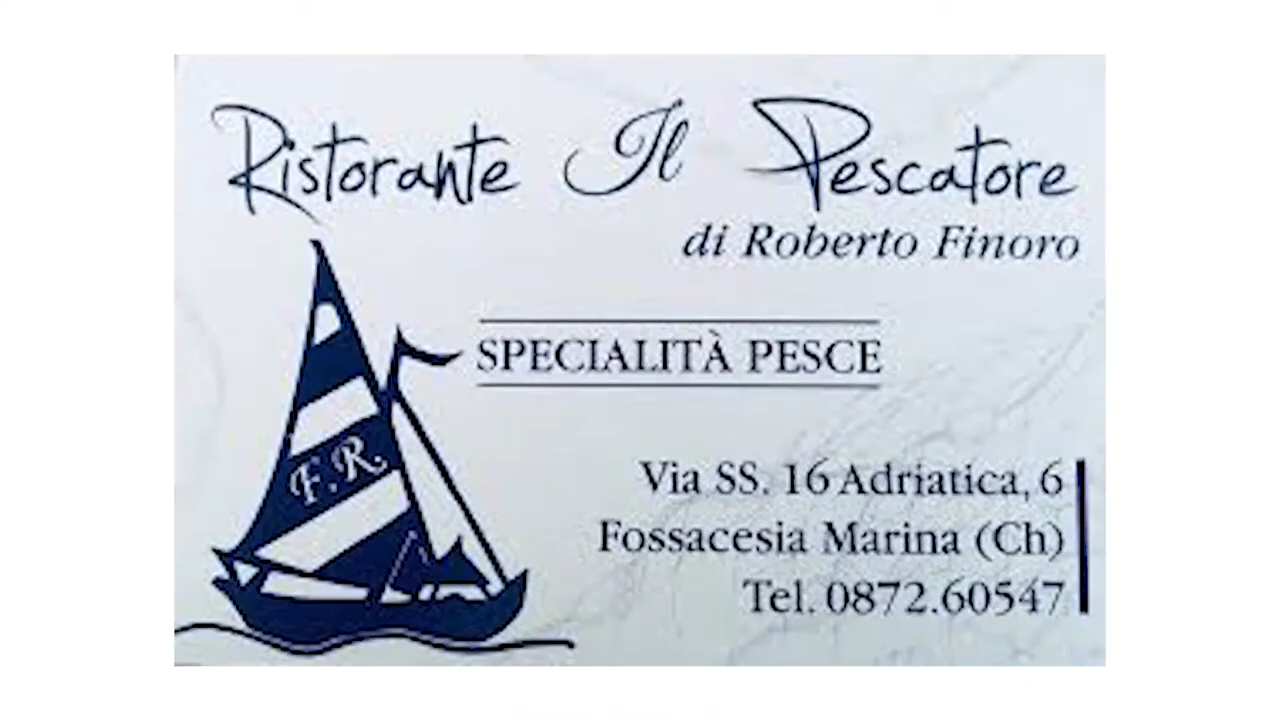 Ristorante Il Pescatore
di Roberto Finoro
SPECIALITÀ PESCE
F.R.
Via SS. 16 Adriatica, 6
Fossacesia Marina (Ch)
Tel. 0872.60547